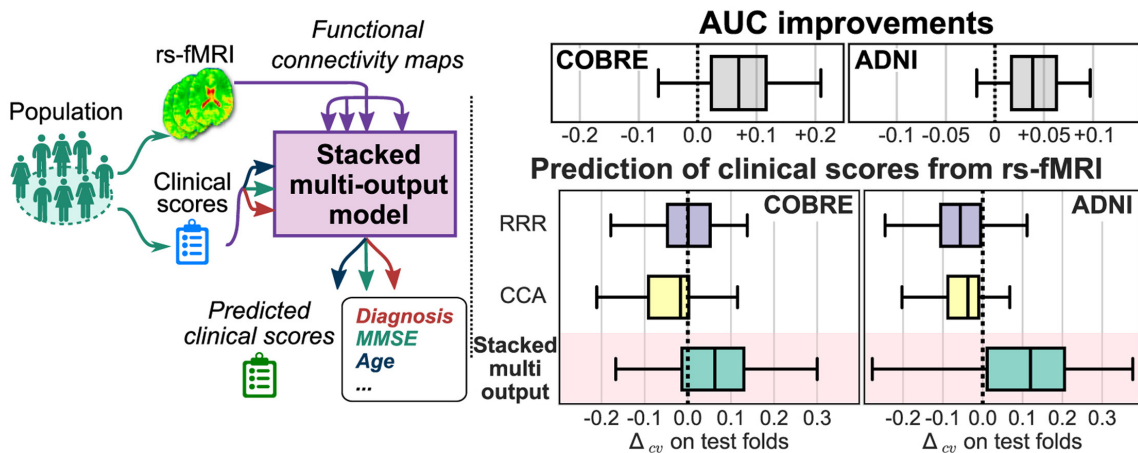 rs-fMRI
Functional
connectivity maps
Population
Clinical
scores
Stacked
multi-output
model
Predicted
clinical scores
Diagnosis
MMSE
Age
...
AUC improvements
COBRE
-0.2 -0.1 0.0 +0.1 +0.2
ADNI
-0.1 -0.05 0 +0.05 +0.1
Prediction of clinical scores from rs-fMRI
COBRE
ADNI
RRR
CCA
Stacked
multi
output
-0.2 -0.1 0.0 0.1 0.2 0.3
-0.2 -0.1 0.0 0.1 0.2 0.3
Δcv on test folds
Δcv on test folds